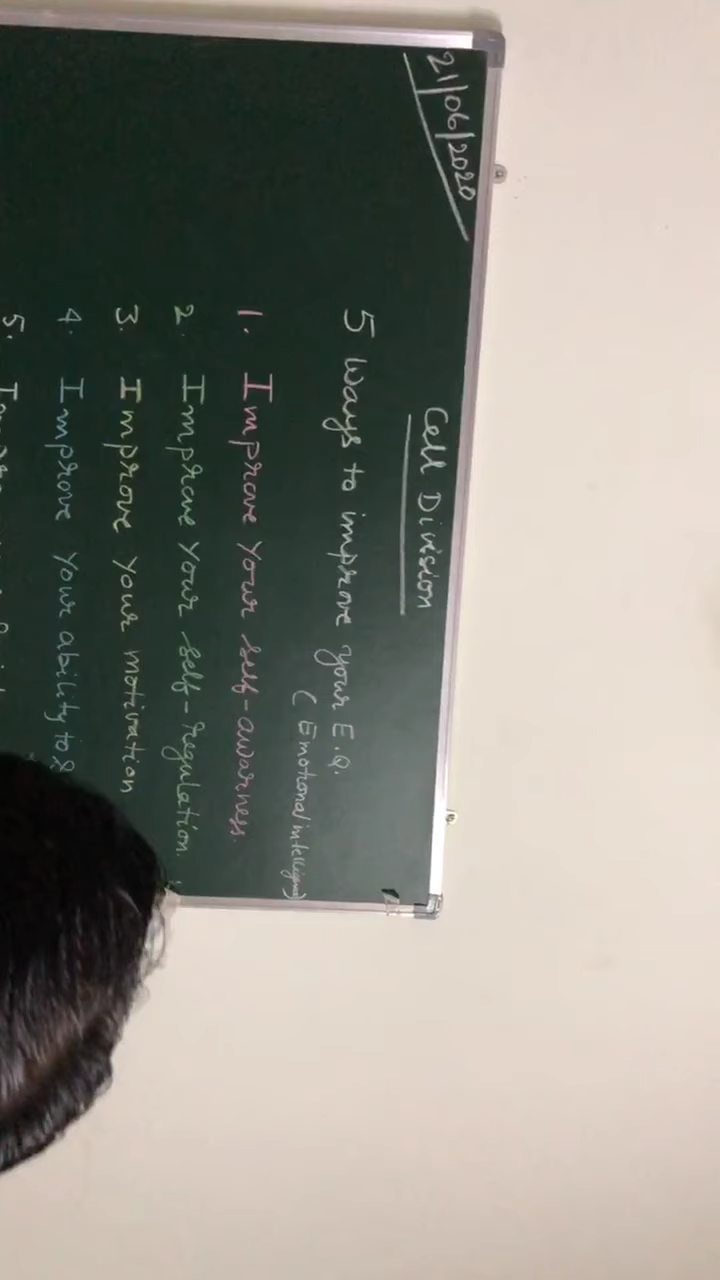 21/06/2020
Cell Division
5 Ways to improve your E.Q.
(Emotional intelligence)
1. Improve your self-awarness.
2. Improve your self-regulation.
3. Improve your motivation
4. Improve your ability to
5.